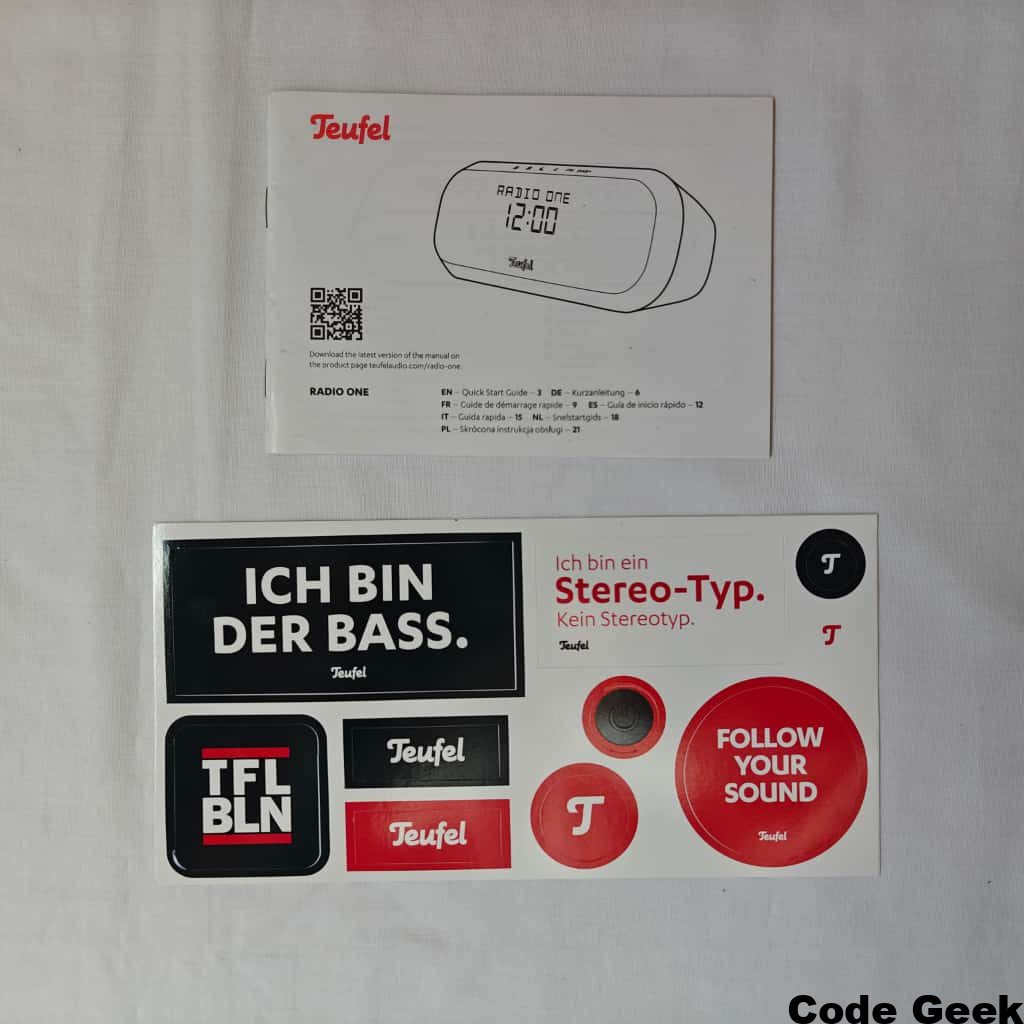 Teufel
RADIO ONE
12:00
Teufel
Download the latest version of the manual on
the product page teufelaudio.com/radio-one.
RADIO ONE
EN – Quick Start Guide – 3 DE – Kurzanleitung – 6
FR – Guide de démarrage rapide – 9 ES – Guía de inicio rápido – 12
IT – Guida rapida – 15 NL – Snelstartgids – 18
PL – Skrócona instrukcja obsługi – 21
ICH BIN
DER BASS.
Teufel
Ich bin ein
Stereo-Typ.
Kein Stereotyp.
Teufel
T
T
TFL
BLN
Teufel
Teufel
T
FOLLOW
YOUR
SOUND
Teufel
Code Geek